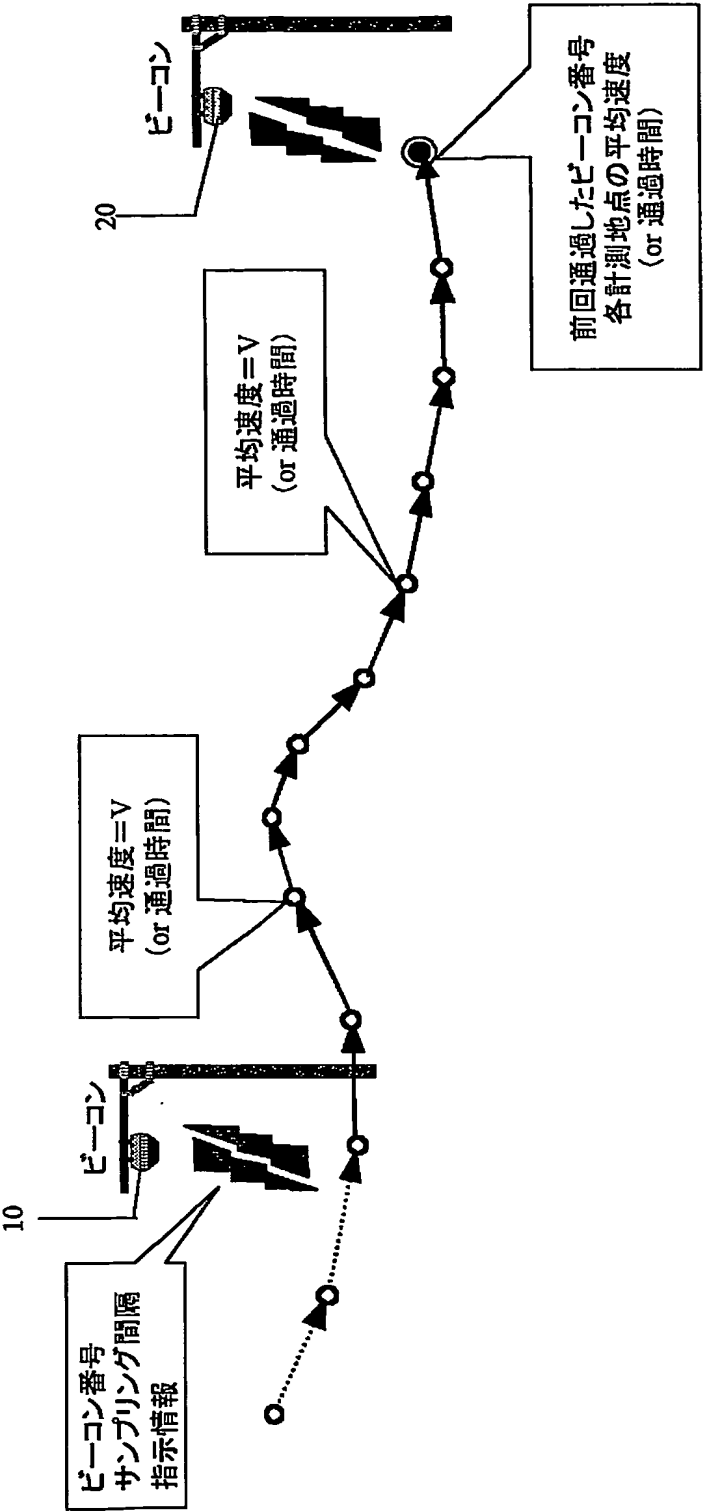 ビーコン番号
サンプリング間隔
指示情報
10
ビーコン
平均速度=V
(or 通過時間)
平均速度=V
(or 通過時間)
20
ビーコン
前回通過したビーコン番号
各計測地点の平均速度
(or 通過時間)